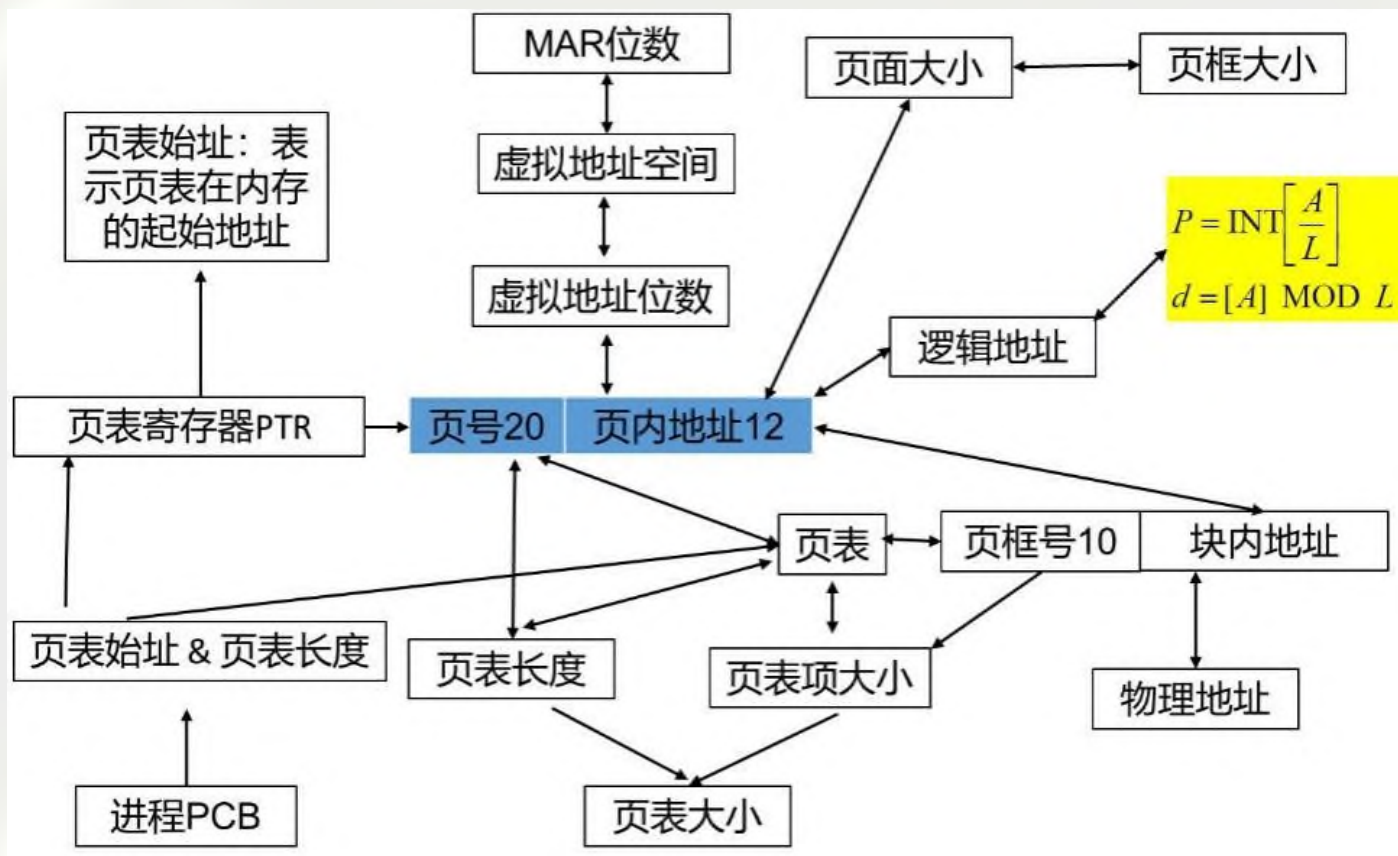 MAR位数
页面大小
页框大小
页表始址：表
示页表在内存
的起始地址
虚拟地址空间
P = INT[A/L]
d = [A] MOD L
虚拟地址位数
逻辑地址
页表寄存器PTR
页号20
页内地址12
页表
页框号10
块内地址
页表始址 & 页表长度
页表长度
页表项大小
物理地址
进程PCB
页表大小